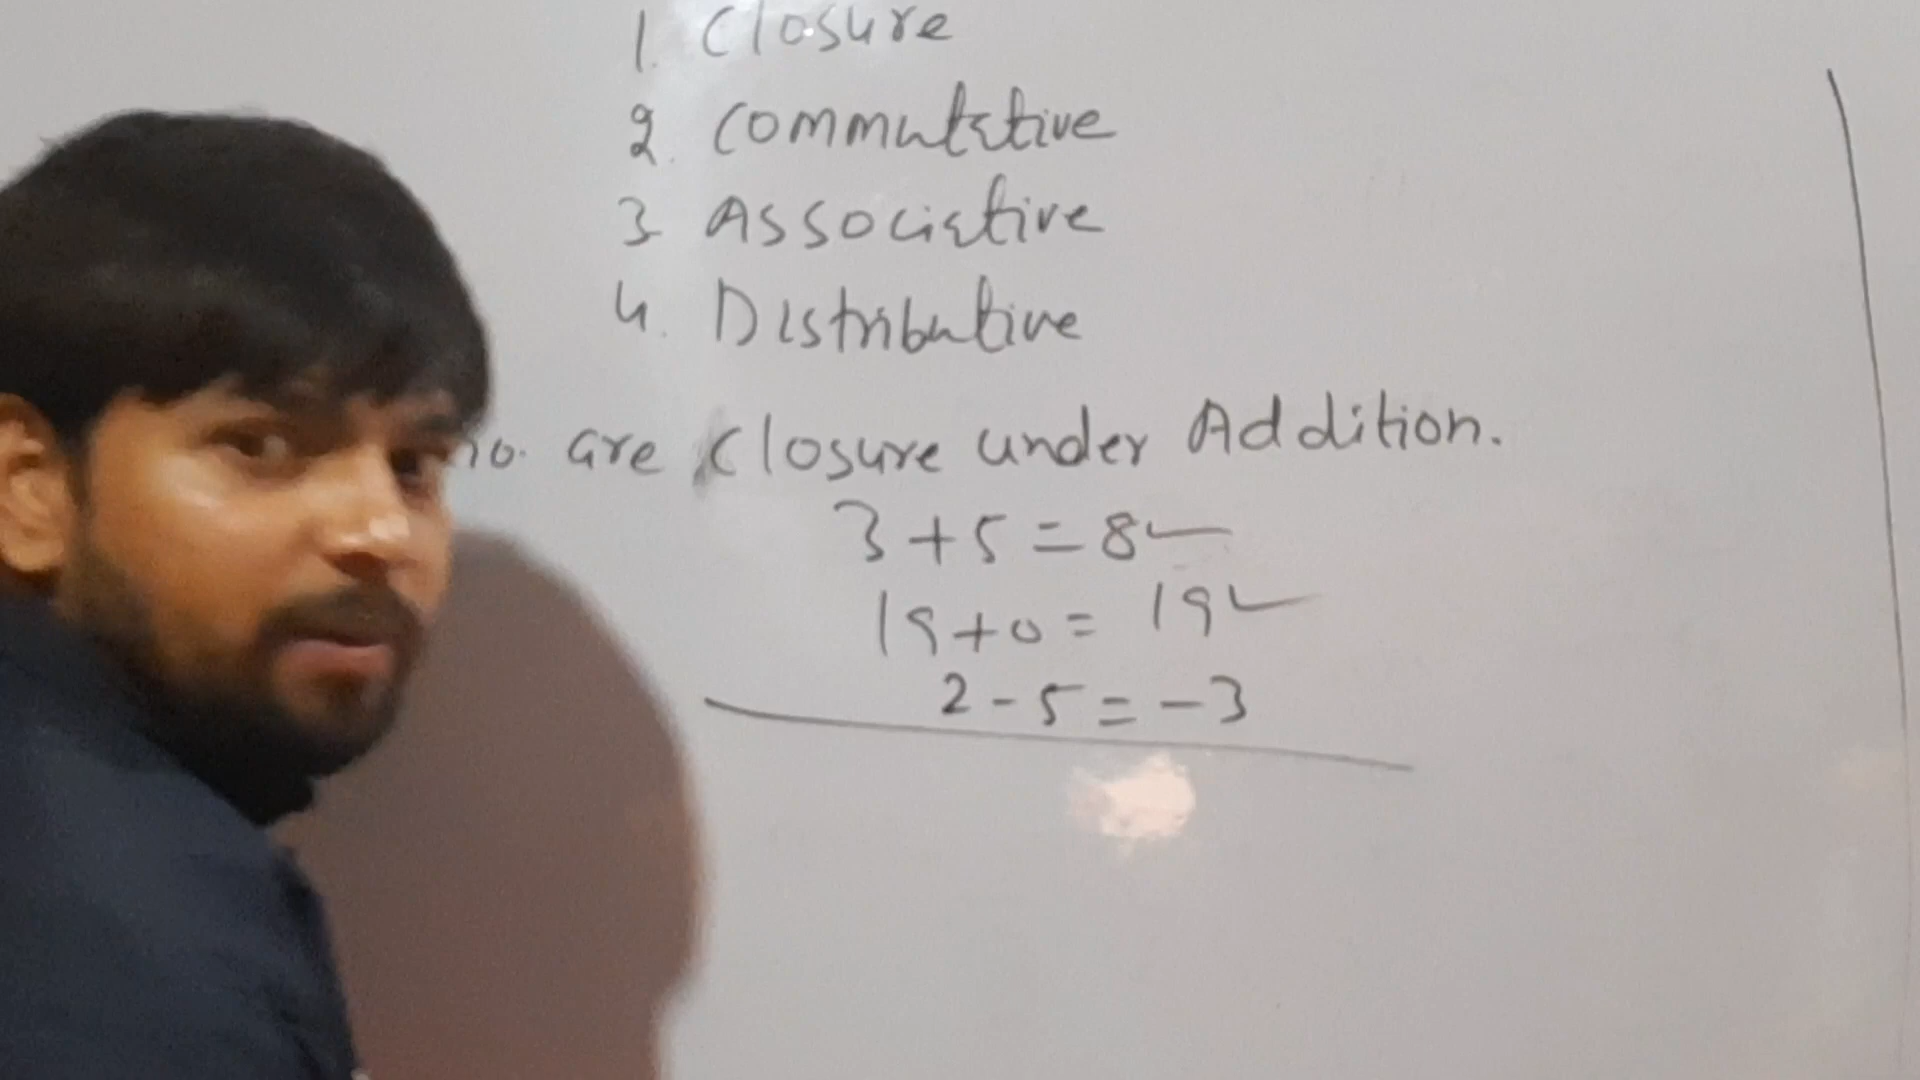 1. Closure
2. Commutative
3 Associative
4. Distributive
no. are Closure under Addition.
3+5=8
19+0= 19
2-5=-3